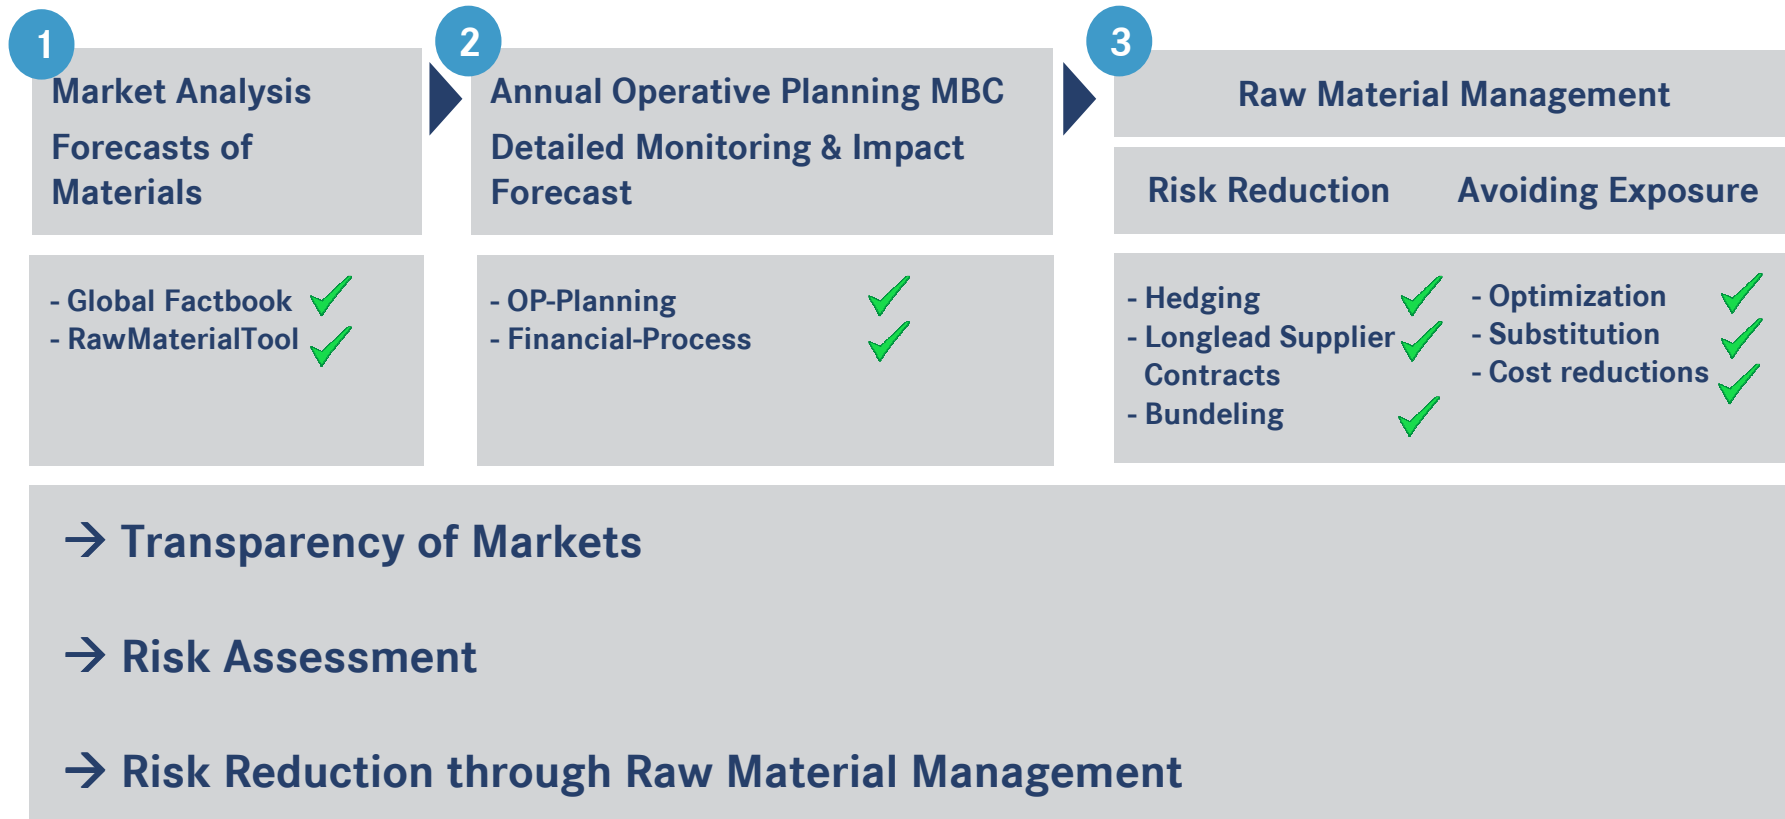 1
Market Analysis
Forecasts of
Materials
- Global Factbook
- RawMaterialTool
2
Annual Operative Planning MBC
Detailed Monitoring & Impact
Forecast
- OP-Planning
- Financial-Process
3
Raw Material Management
Risk Reduction
- Hedging
- Longlead Supplier
Contracts
- Bundeling
Avoiding Exposure
- Optimization
- Substitution
- Cost reductions
→ Transparency of Markets
→ Risk Assessment
→ Risk Reduction through Raw Material Management